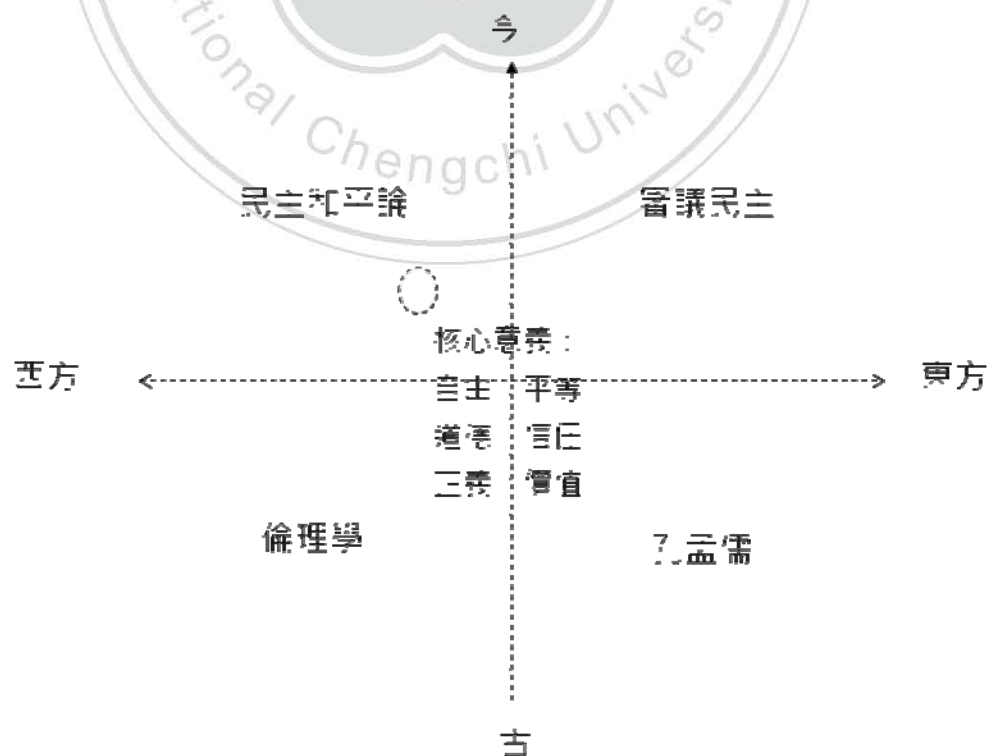 National Chengchi University
今
民主和平論 審議民主
核心意義：
西方 東方
自主 平等
道德 信任
正義 價值
倫理學 孔孟儒
古